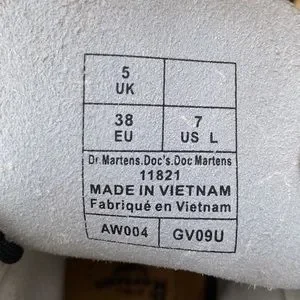 5
UK
38 7
EU US L
Dr.Martens.Doc's.Doc Martens
11821
MADE IN VIETNAM
Fabriqué en Vietnam
AW004 GV09U